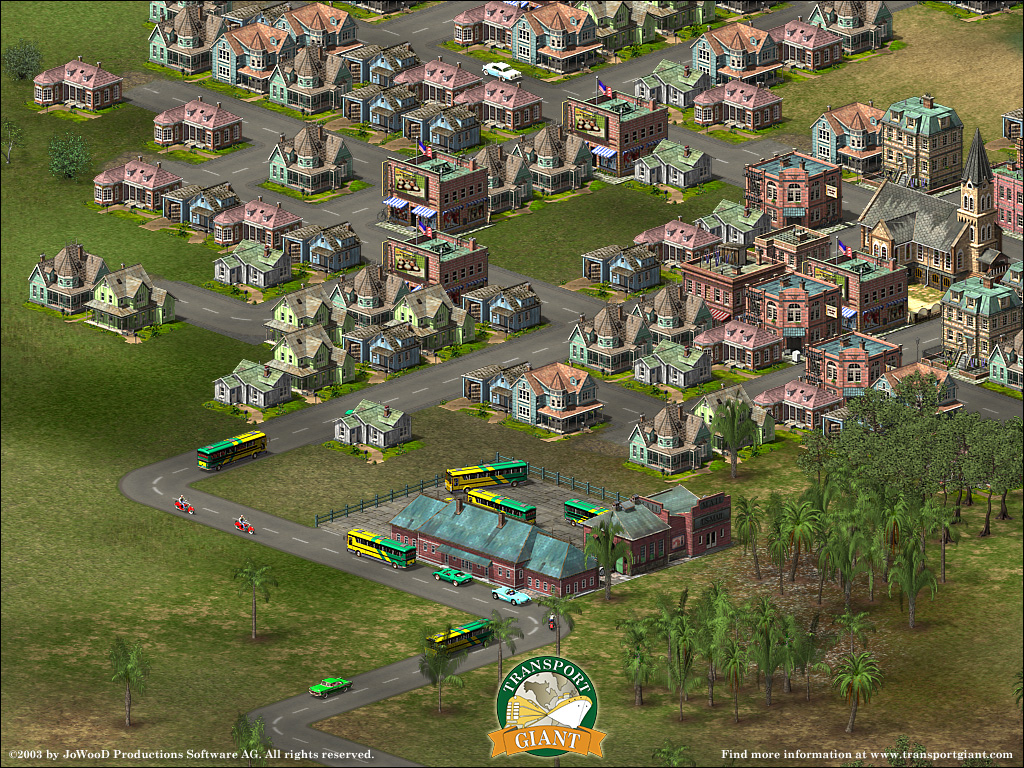 TRANSPORT
GIANT
©2003 by JoWooD Productions Software AG. All rights reserved.
Find more information at www.transportgiant.com